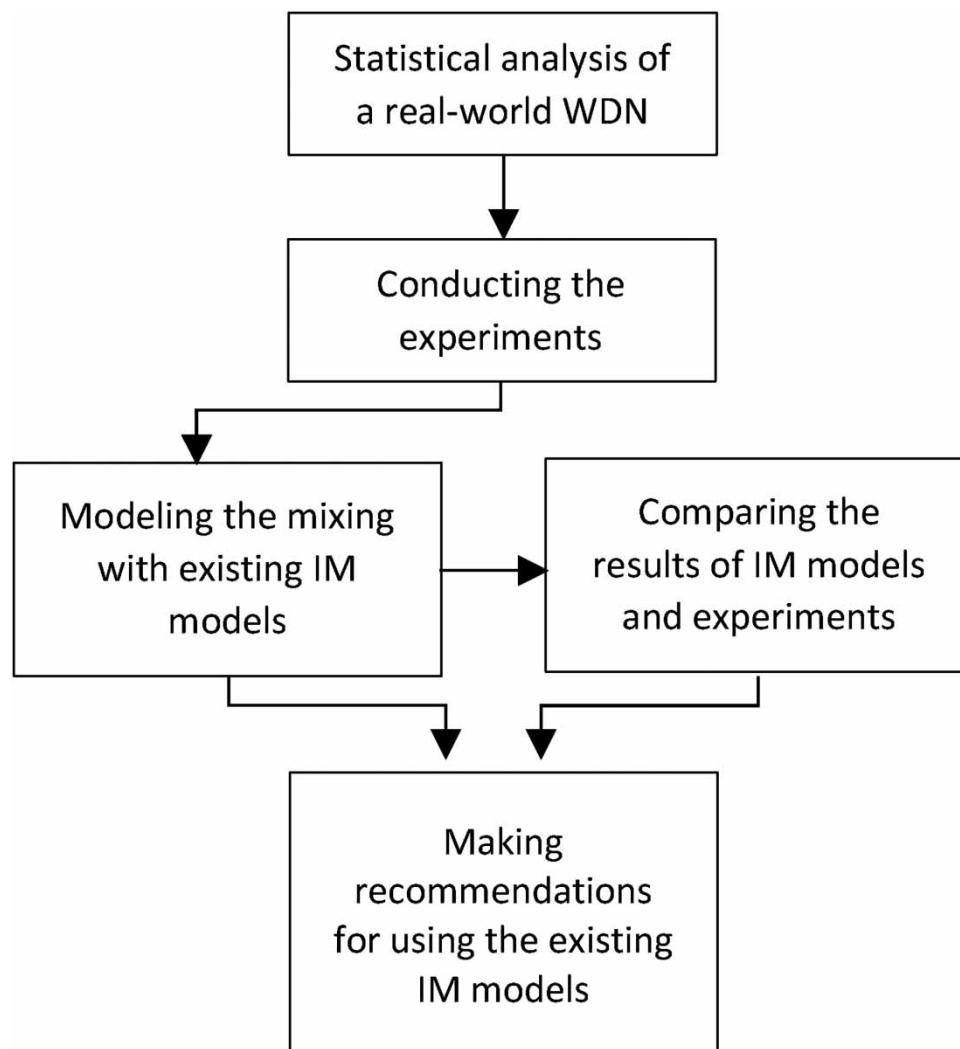 Statistical analysis of
a real-world WDN
Conducting the
experiments
Modeling the mixing
with existing IM
models
Comparing the
results of IM models
and experiments
Making
recommendations
for using the existing
IM models